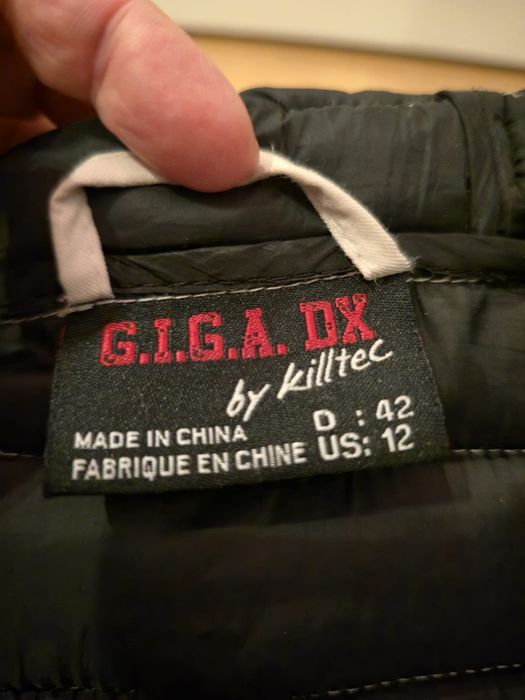 G.I.G.A. DX
by killtec
D : 42
US: 12
MADE IN CHINA
FABRIQUE EN CHINE